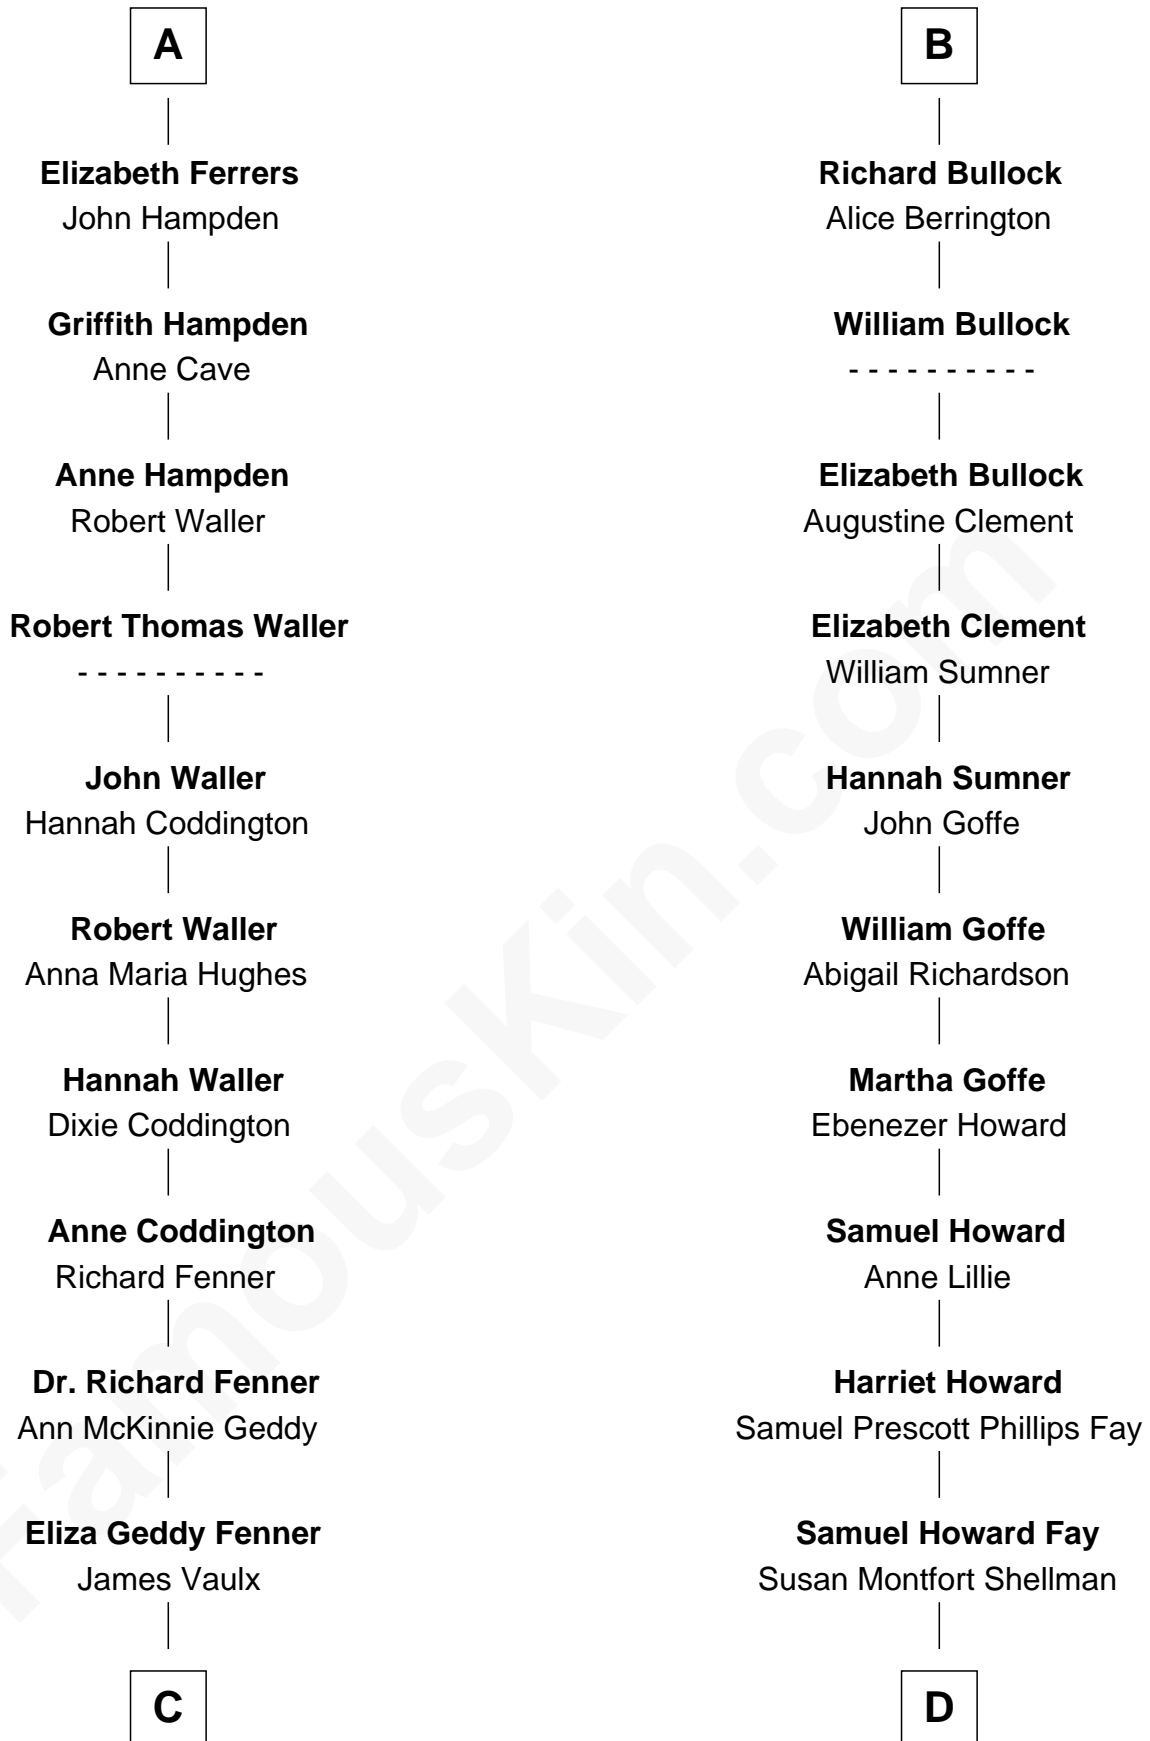 A
Elizabeth Ferrers
John Hampden
Griffith Hampden
Anne Cave
Anne Hampden
Robert Waller
Robert Thomas Waller
- - - - - - - - - -
John Waller
Hannah Coddington
Robert Waller
Anna Maria Hughes
Hannah Waller
Dixie Coddington
Anne Coddington
Richard Fenner
Dr. Richard Fenner
Ann McKinnie Geddy
Eliza Geddy Fenner
James Vaulx
C
B
Richard Bullock
Alice Berrington
William Bullock
- - - - - - - - - -
Elizabeth Bullock
Augustine Clement
Elizabeth Clement
William Sumner
Hannah Sumner
John Goffe
William Goffe
Abigail Richardson
Martha Goffe
Ebenezer Howard
Samuel Howard
Anne Lillie
Harriet Howard
Samuel Prescott Phillips Fay
Samuel Howard Fay
Susan Montfort Shellman
D
FamousKin.com